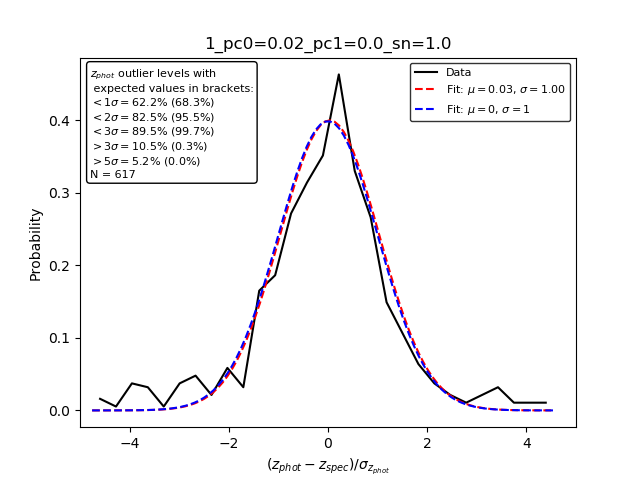 1_pc0=0.02_pc1=0.0_sn=1.0
z_phot outlier levels with
expected values in brackets:
< 1σ = 62.2% (68.3%)
< 2σ = 82.5% (95.5%)
< 3σ = 89.5% (99.7%)
> 3σ = 10.5% (0.3%)
> 5σ = 5.2% (0.0%)
N = 617
Data
Fit: μ = 0.03, σ = 1.00
Fit: μ = 0, σ = 1
Probability
0.4
0.3
0.2
0.1
0.0
−4 −2 0 2 4
(z_phot − z_spec)/σ_z_phot